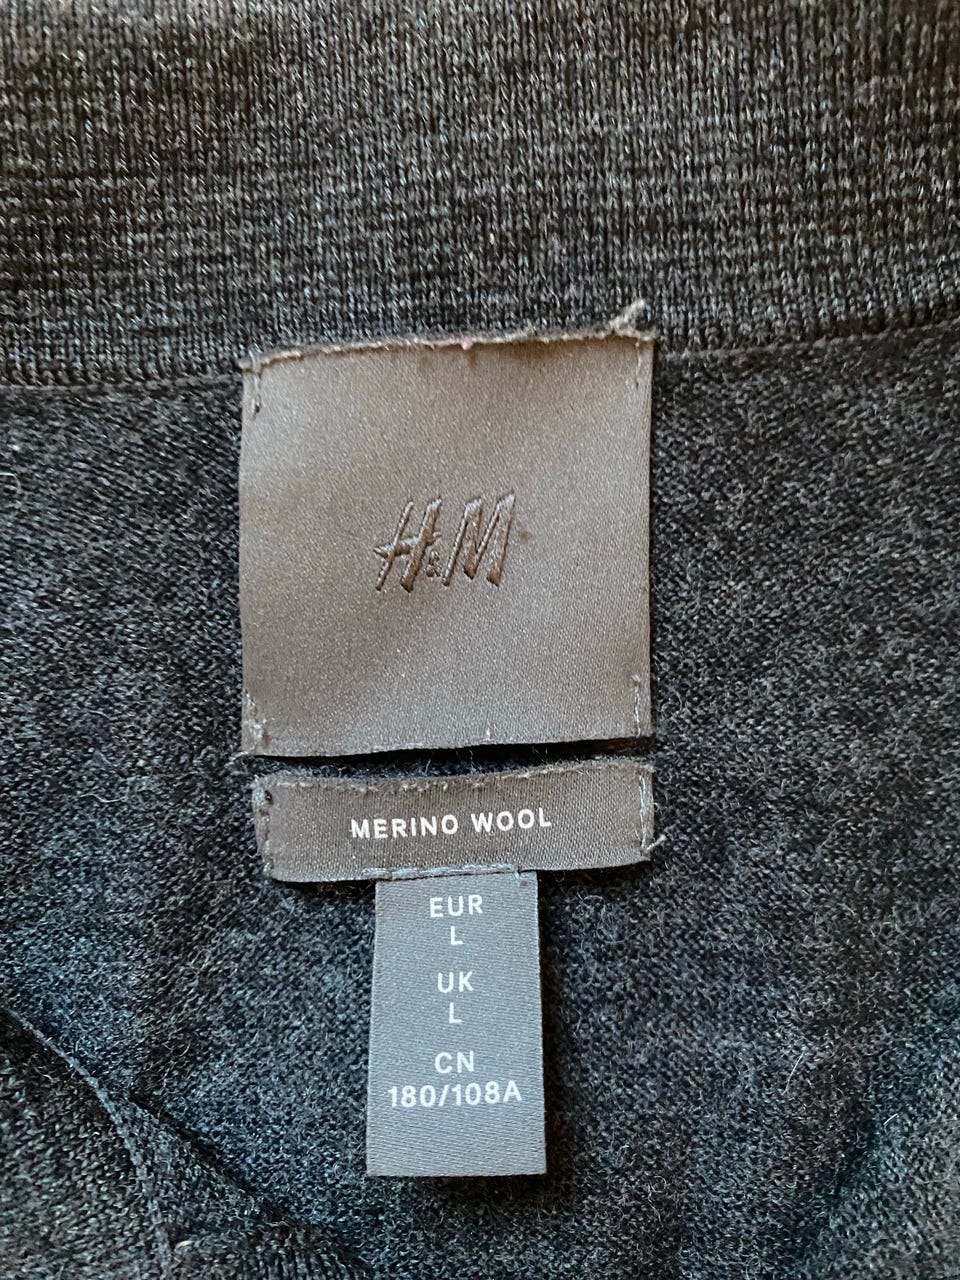 H&M
MERINO WOOL
EUR
L
UK
L
CN
180/108A